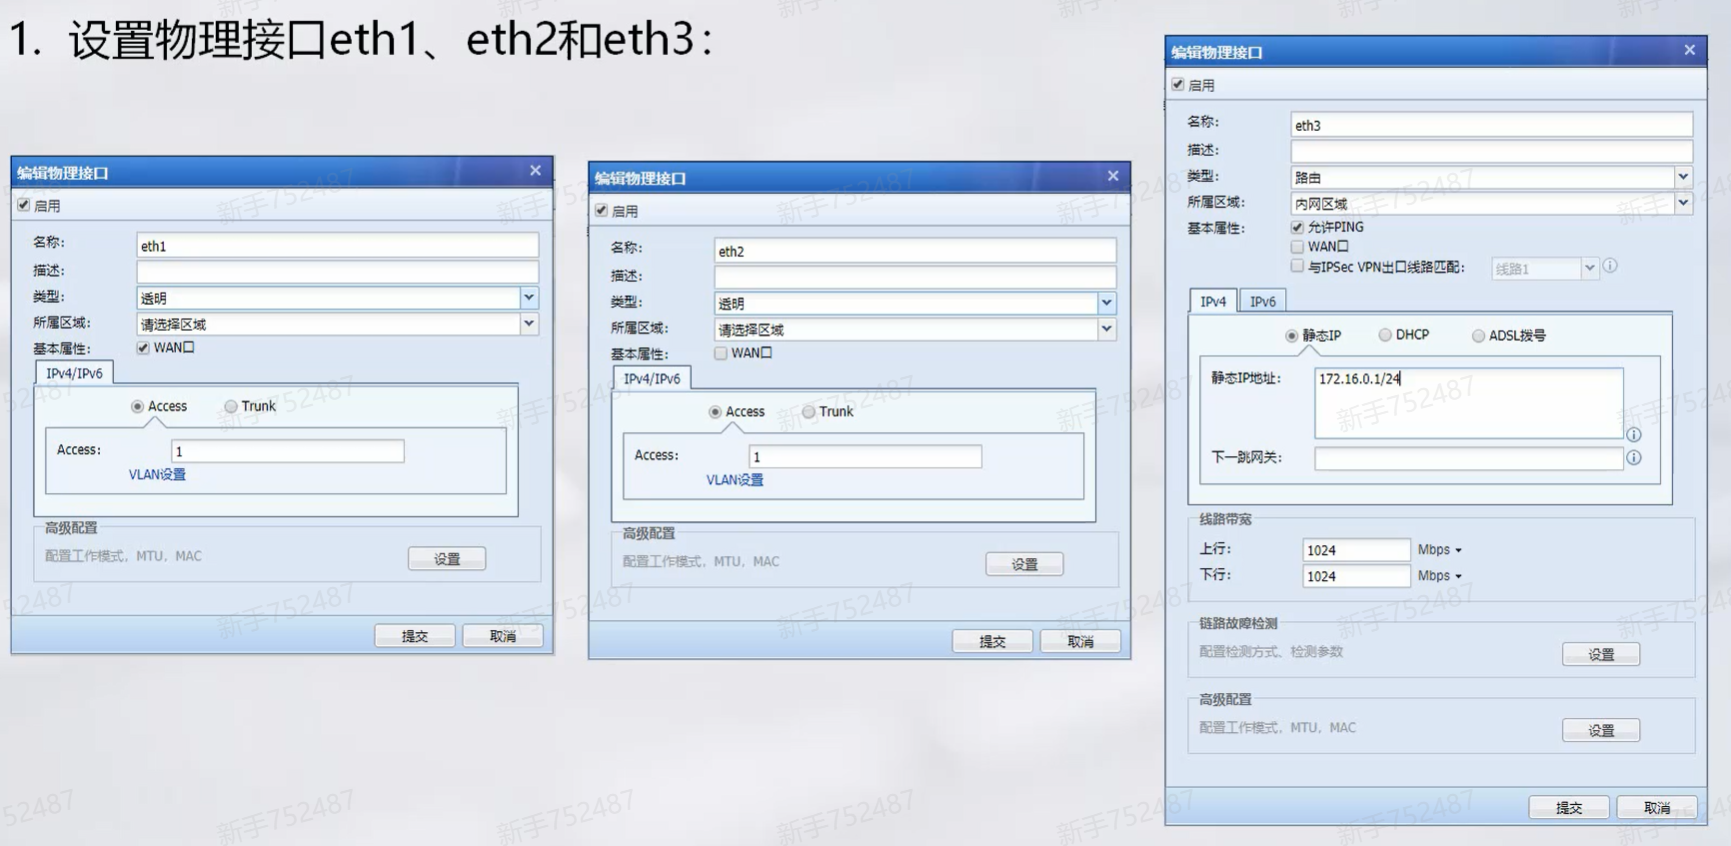 1. 设置物理接口eth1、eth2和eth3：
编辑物理接口
启用
名称: eth1
描述:
类型: 透明
所属区域: 请选择区域
基本属性: WAN口
IPv4/IPv6
Access Trunk
Access: 1
VLAN设置
高级配置
配置工作模式，MTU，MAC 设置
提交 取消
编辑物理接口
启用
名称: eth2
描述:
类型: 透明
所属区域: 请选择区域
基本属性: WAN口
IPv4/IPv6
Access Trunk
Access: 1
VLAN设置
高级配置
配置工作模式，MTU，MAC 设置
提交 取消
编辑物理接口
启用
名称: eth3
描述:
类型: 路由
所属区域: 内网区域
基本属性: 允许PING
WAN口
与IPSec VPN出口线路匹配: 线路1
IPv4 IPv6
静态IP DHCP ADSL拨号
静态IP地址: 172.16.0.1/24
下一跳网关:
线路带宽
上行: 1024 Mbps
下行: 1024 Mbps
链路故障检测
配置检测方式、检测参数 设置
高级配置
配置工作模式，MTU，MAC 设置
提交 取消
新手752487